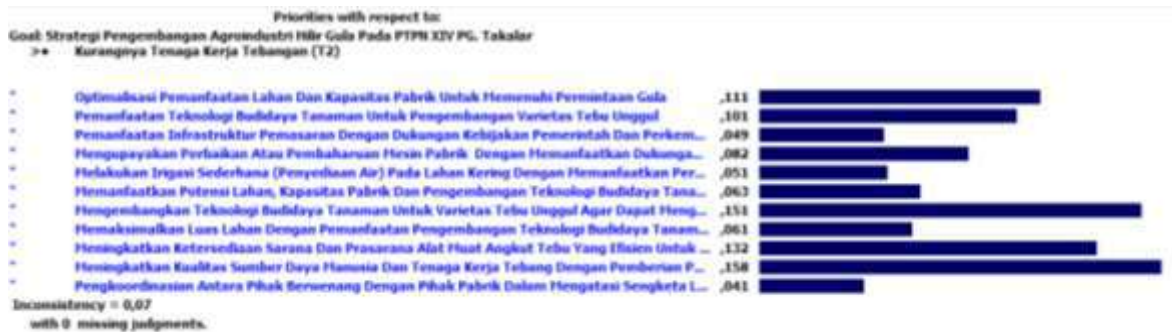 Priorities with respect to:
Goal: Strategi Pengembangan Agroindustri Hilir Gula Pada PTPN XIV PG. Takalar
>• Kurangnya Tenaga Kerja Tebangan (T2)
Optimalisasi Pemanfaatan Lahan Dan Kapasitas Pabrik Untuk Memenuhi Permintaan Gula ,111
Pemanfaatan Teknologi Budidaya Tanaman Untuk Pengembangan Varietas Tebu Unggul ,101
Pemanfaatan Infrastruktur Pemasaran Dengan Dukungan Kebijakan Pemerintah Dan Perkem... ,049
Mengupayakan Perbaikan Atau Pembaharuan Mesin Pabrik Dengan Memanfaatkan Dukunga... ,082
Melakukan Irigasi Sederhana (Penyediaan Air) Pada Lahan Kering Dengan Memanfaatkan Per... ,051
Memanfaatkan Potensi Lahan, Kapasitas Pabrik Dan Pengembangan Teknologi Budidaya Tana... ,063
Mengembangkan Teknologi Budidaya Tanaman Untuk Varietas Tebu Unggul Agar Dapat Meng... ,151
Memaksimalkan Luas Lahan Dengan Pemanfaatan Pengembangan Teknologi Budidaya Tanam... ,061
Meningkatkan Ketersediaan Sarana Dan Prasarana Alat Muat Angkut Tebu Yang Efisien Untuk ... ,132
Meningkatkan Kualitas Sumber Daya Manusia Dan Tenaga Kerja Tebang Dengan Pemberian P... ,158
Pengkoordinasian Antara Pihak Berwenang Dengan Pihak Pabrik Dalam Mengatasi Sengketa L... ,041
Inconsistency = 0,07
with 0 missing judgments.